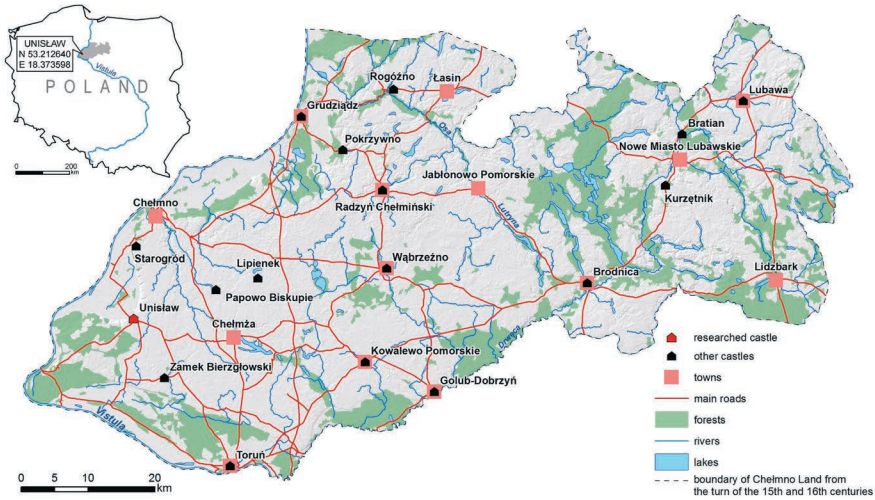 UNISŁAW
N 53.212640
E 18.373598
Vistula
POLAND
0 200
km
Rogóźno
Łasin
Grudziądz
Osa
Lubawa
Bratian
Pokrzywno
Nowe Miasto Lubawskie
Jabłonowo Pomorskie
Radzyń Chełmiński
Kurzętnik
Chełmno
Lutryna
Starogród
Lipienek
Wąbrzeźno
Brodnica
Lidzbark
Papowo Biskupie
Unisław
Chełmża
Drwęca
Kowalewo Pomorskie
Zamek Bierzgłowski
Golub-Dobrzyń
Vistula
Toruń
0 5 10 20
km
researched castle
other castles
towns
main roads
forests
rivers
lakes
boundary of Chełmno Land from
the turn of the 15th and 16th centuries